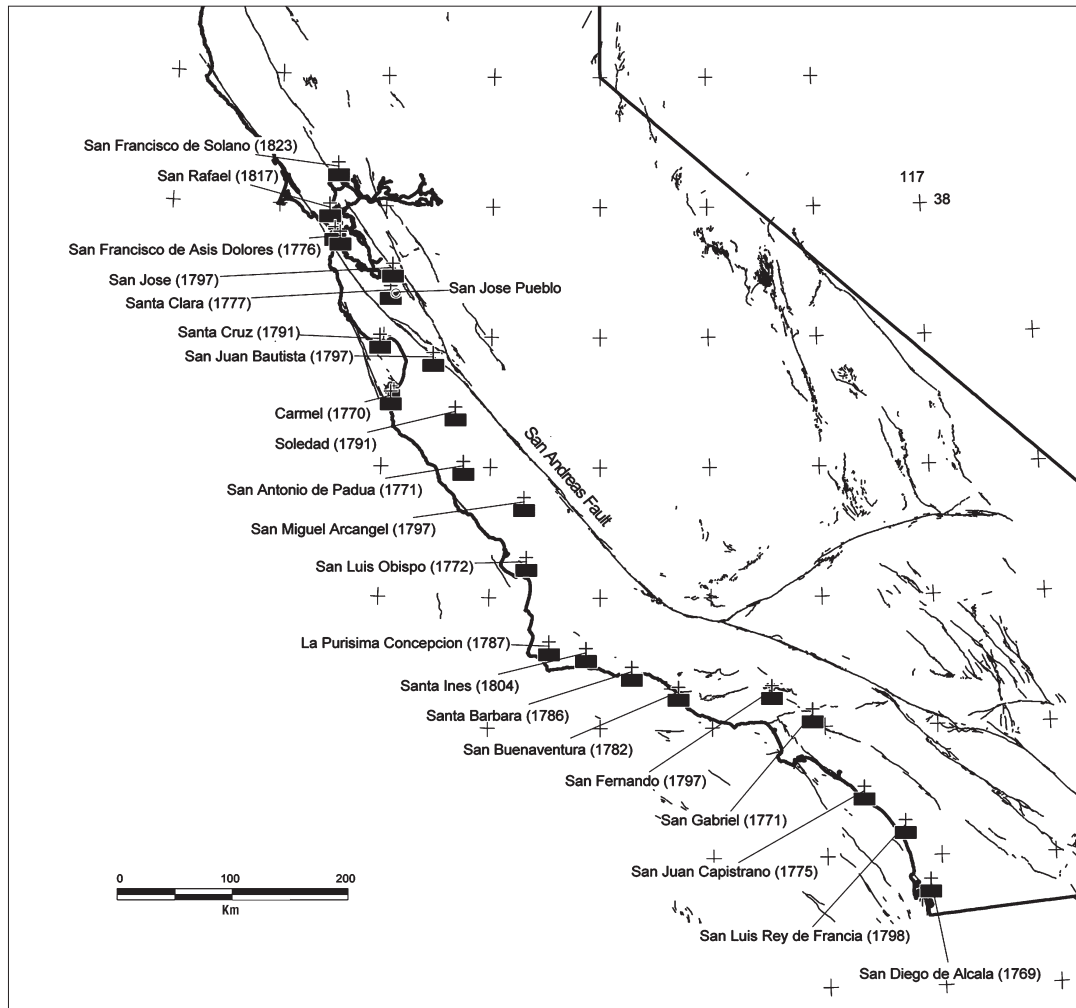 San Francisco de Solano (1823)
San Rafael (1817)
117
38
San Francisco de Asis Dolores (1776)
San Jose (1797)
San Jose Pueblo
Santa Clara (1777)
Santa Cruz (1791)
San Juan Bautista (1797)
Carmel (1770)
Soledad (1791)
San Andreas Fault
San Antonio de Padua (1771)
San Miguel Arcangel (1797)
San Luis Obispo (1772)
La Purisima Concepcion (1787)
Santa Ines (1804)
Santa Barbara (1786)
San Buenaventura (1782)
San Fernando (1797)
San Gabriel (1771)
San Juan Capistrano (1775)
0 100 200
Km
San Luis Rey de Francia (1798)
San Diego de Alcala (1769)